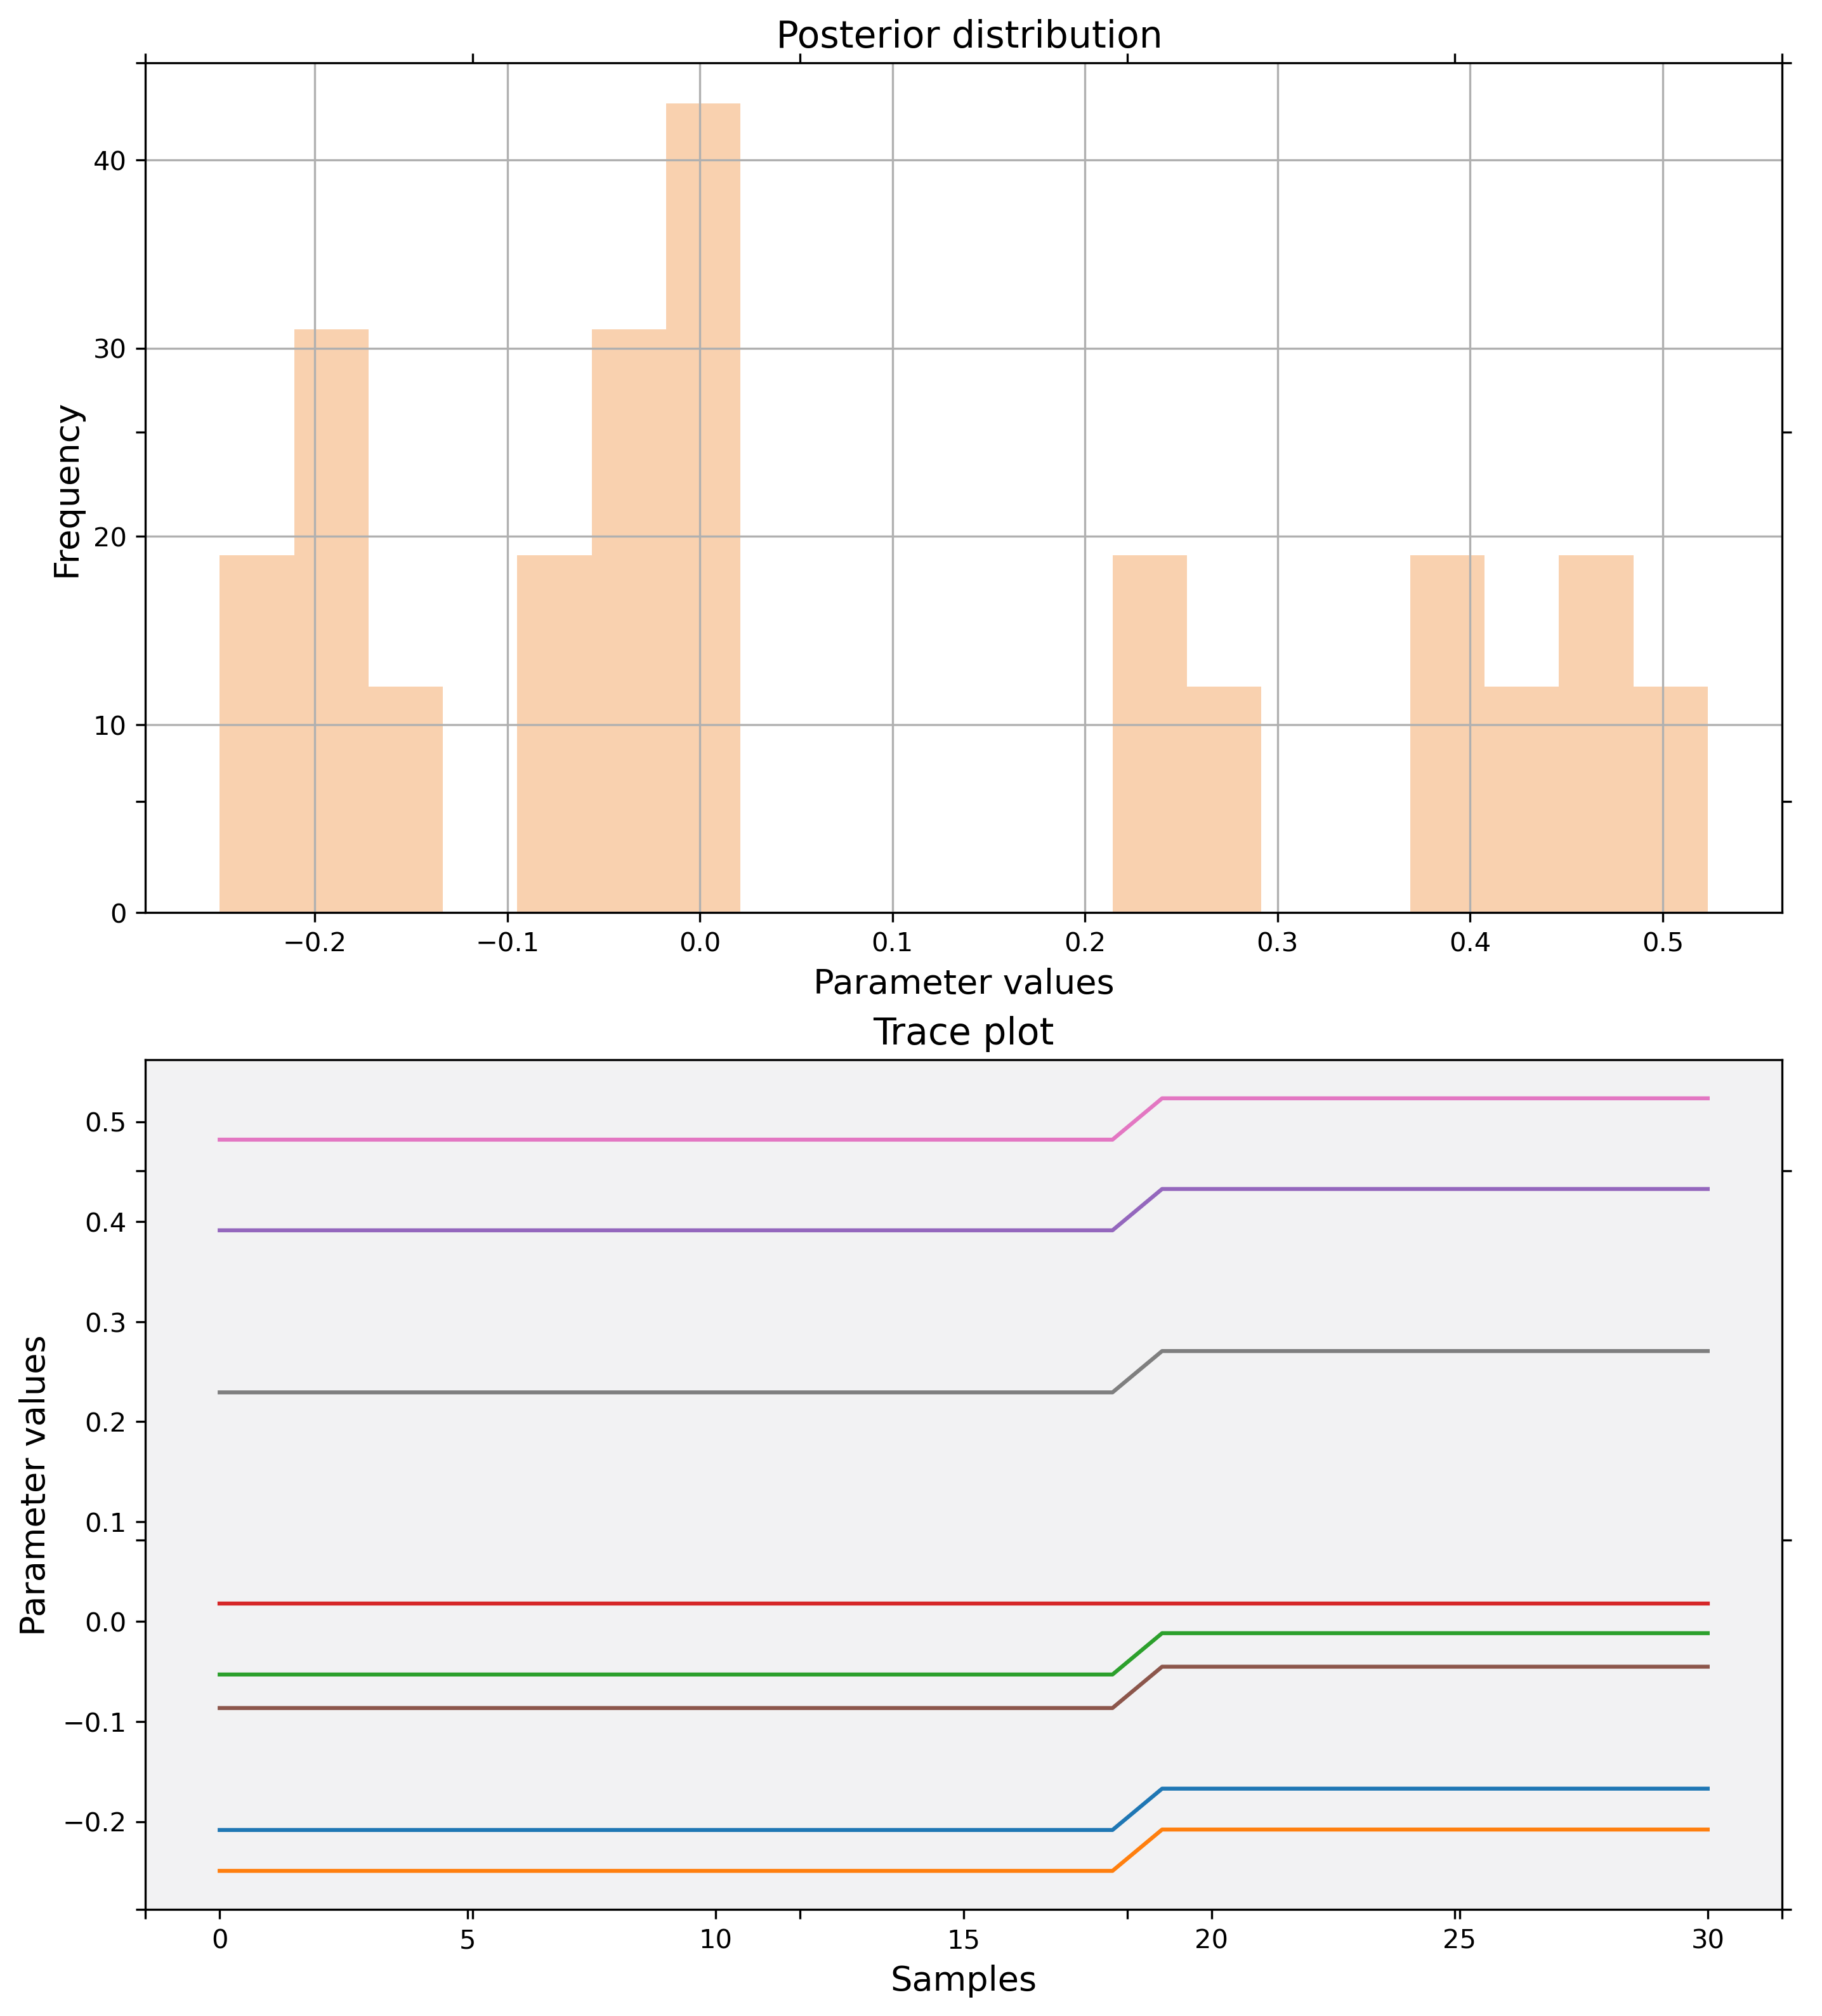 Posterior distribution
40
30
20
10
0
Frequency
−0.2 −0.1 0.0 0.1 0.2 0.3 0.4 0.5
Parameter values
Trace plot
0.5
0.4
0.3
0.2
0.1
0.0
−0.1
−0.2
Parameter values
0 5 10 15 20 25 30
Samples